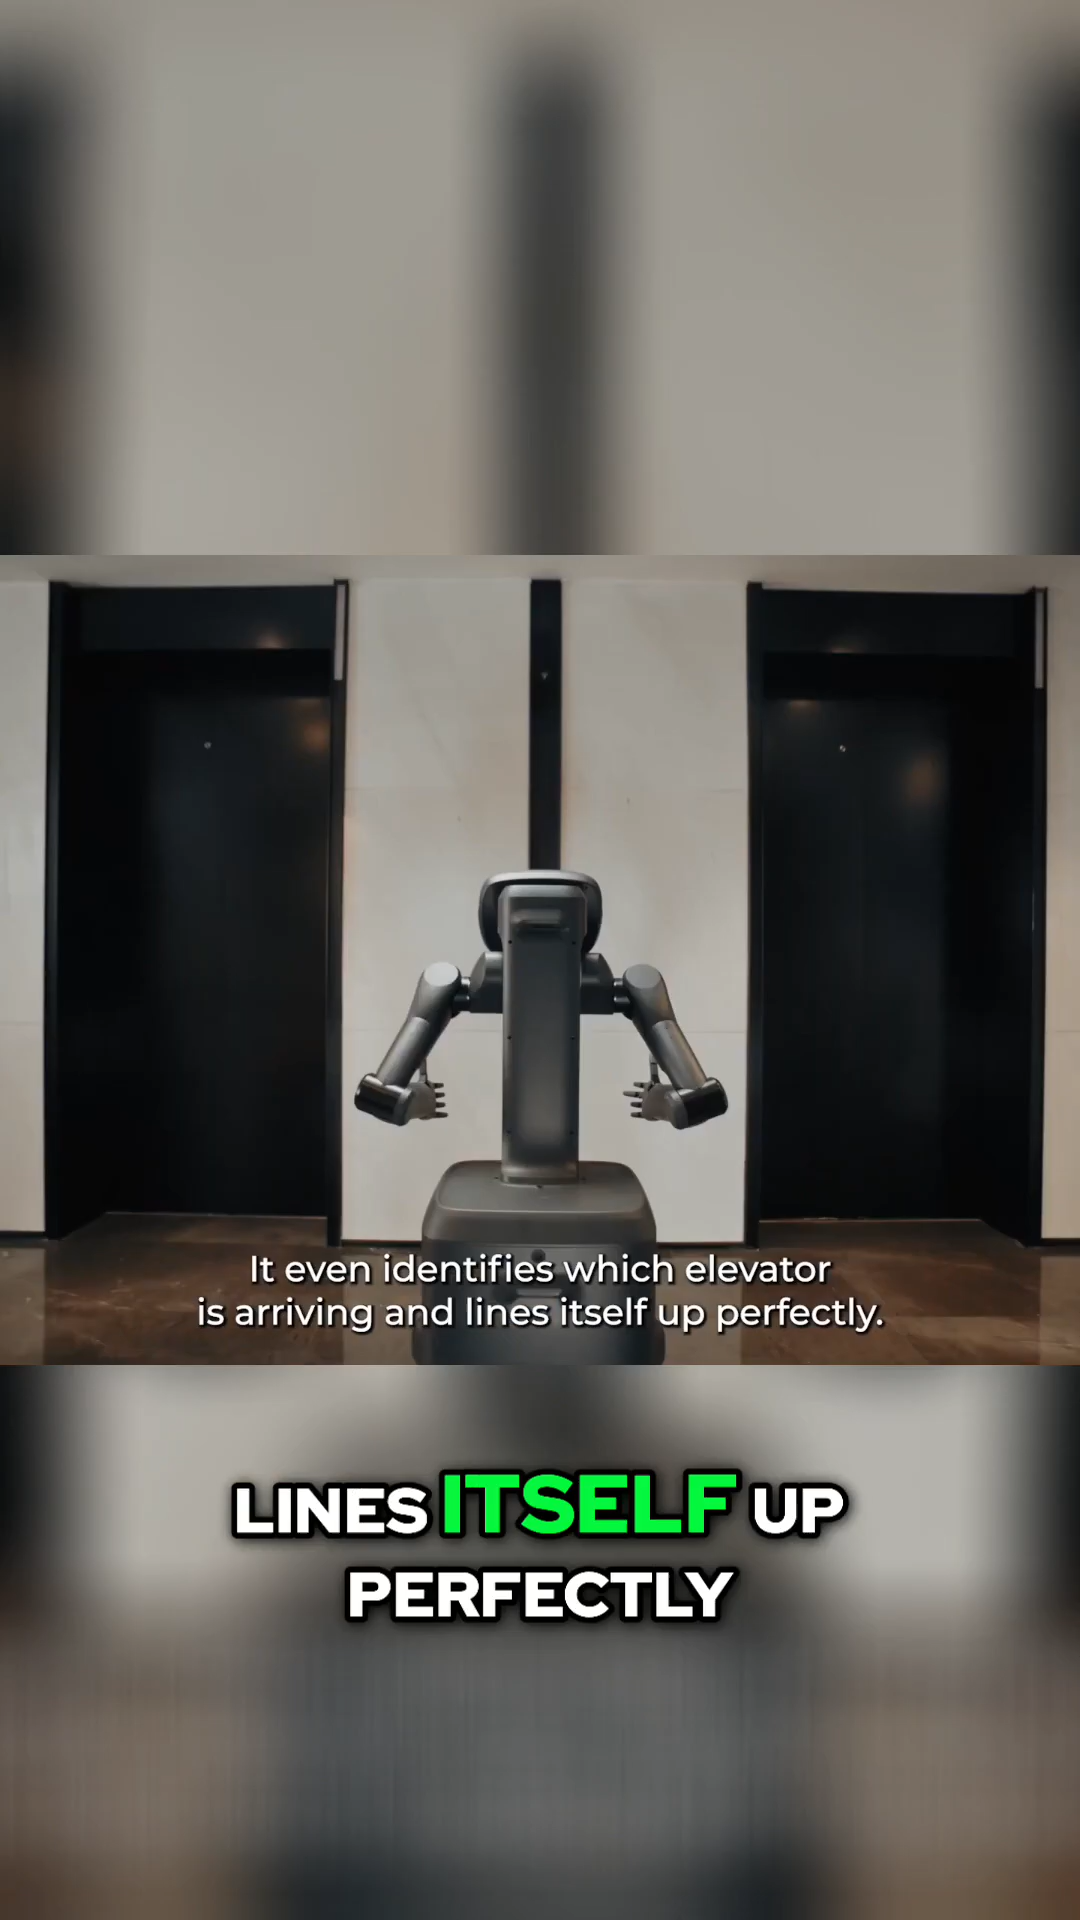 It even identifies which elevator
is arriving and lines itself up perfectly.
LINES ITSELF UP
PERFECTLY